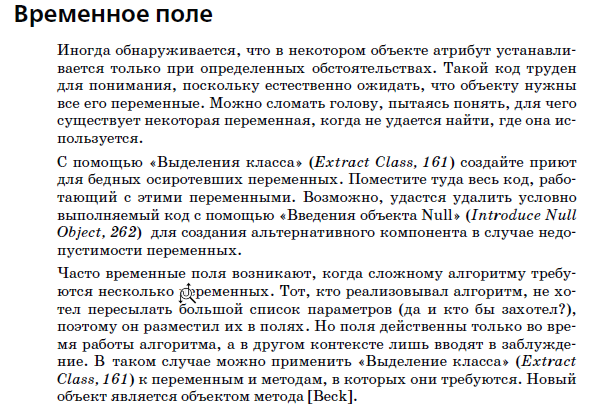 Временное поле
Иногда обнаруживается, что в некотором объекте атрибут устанавли-
вается только при определенных обстоятельствах. Такой код труден
для понимания, поскольку естественно ожидать, что объекту нужны
все его переменные. Можно сломать голову, пытаясь понять, для чего
существует некоторая переменная, когда не удается найти, где она ис-
пользуется.
С помощью «Выделения класса» (Extract Class, 161) создайте приют
для бедных осиротевших переменных. Поместите туда весь код, рабо-
тающий с этими переменными. Возможно, удастся удалить условно
выполняемый код с помощью «Введения объекта Null» (Introduce Null
Object, 262) для создания альтернативного компонента в случае недо-
пустимости переменных.
Часто временные поля возникают, когда сложному алгоритму требу-
ются несколько переменных. Тот, кто реализовывал алгоритм, не хо-
тел пересылать большой список параметров (да и кто бы захотел?),
поэтому он разместил их в полях. Но поля действенны только во вре-
мя работы алгоритма, а в другом контексте лишь вводят в заблужде-
ние. В таком случае можно применить «Выделение класса» (Extract
Class, 161) к переменным и методам, в которых они требуются. Новый
объект является объектом метода [Beck].